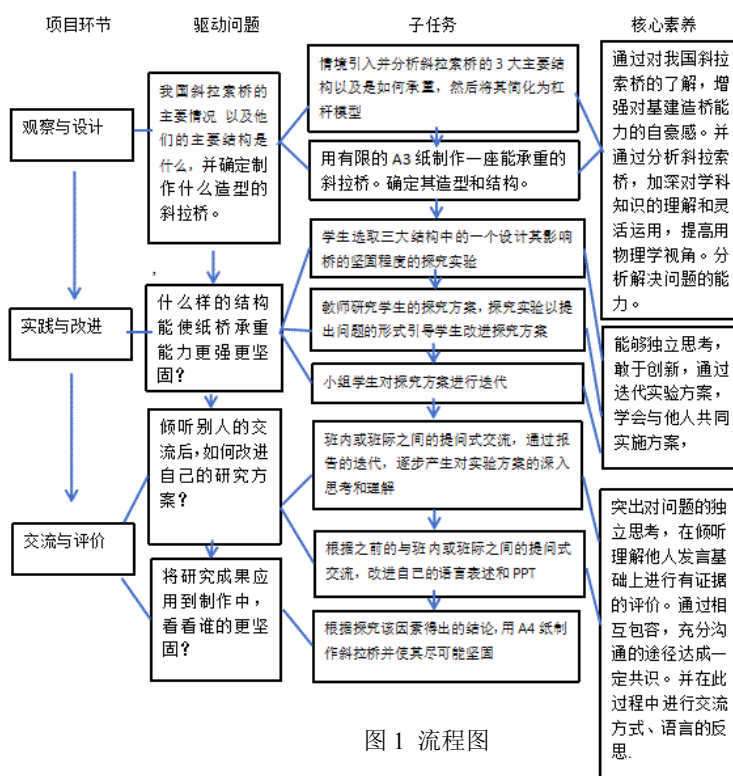 项目环节
驱动问题
子任务
核心素养
观察与设计
我国斜拉索桥的
主要情况 以及他
们的主要结构是
什么，并确定制
作什么造型的
斜拉桥。
情境引入并分析斜拉索桥的3大主要结
构以及是如何承重，然后将其简化为杠
杆模型
用有限的A3纸制作一座能承重的
斜拉桥。确定其造型和结构。
通过对我国斜拉
索桥的了解，增
强对基建造桥能
力的自豪感。并
通过分析斜拉索
桥，加深对学科
知识的理解和灵
活运用，提高用
物理学视角。分
析解决问题的能
力。
学生选取三大结构中的一个设计其影响
桥的坚固程度的探究实验
，
实践与改进
什么样的结构
能使纸桥承重
能力更强更坚
固？
教师研究学生的探究方案，探究实验以提
出问题的形式引导学生改进探究方案
小组学生对探究方案进行迭代
能够独立思考，
敢于创新，通过
迭代实验方案，
学会与他人共同
实施方案，
交流与评价
倾听别人的交
流后，如何改进
自己的研究方
案？
班内或班际之间的提问式交流，通过报
告的迭代，逐步产生对实验方案的深入
思考和理解
根据之前的与班内或班际之间的提问式
交流，改进自己的语言表述和PPT
将研究成果应
用到制作中，
看看谁的更坚
固？
根据探究该因素得出的结论，用A4纸制
作斜拉桥并使其尽可能坚固
突出对问题的独
立思考，在倾听
理解他人发言基
础上进行有证据
的评价。通过相
互包容，充分沟
通的途径达成一
定共识。并在此
过程中进行交流
方式、语言的反
思.
图1 流程图